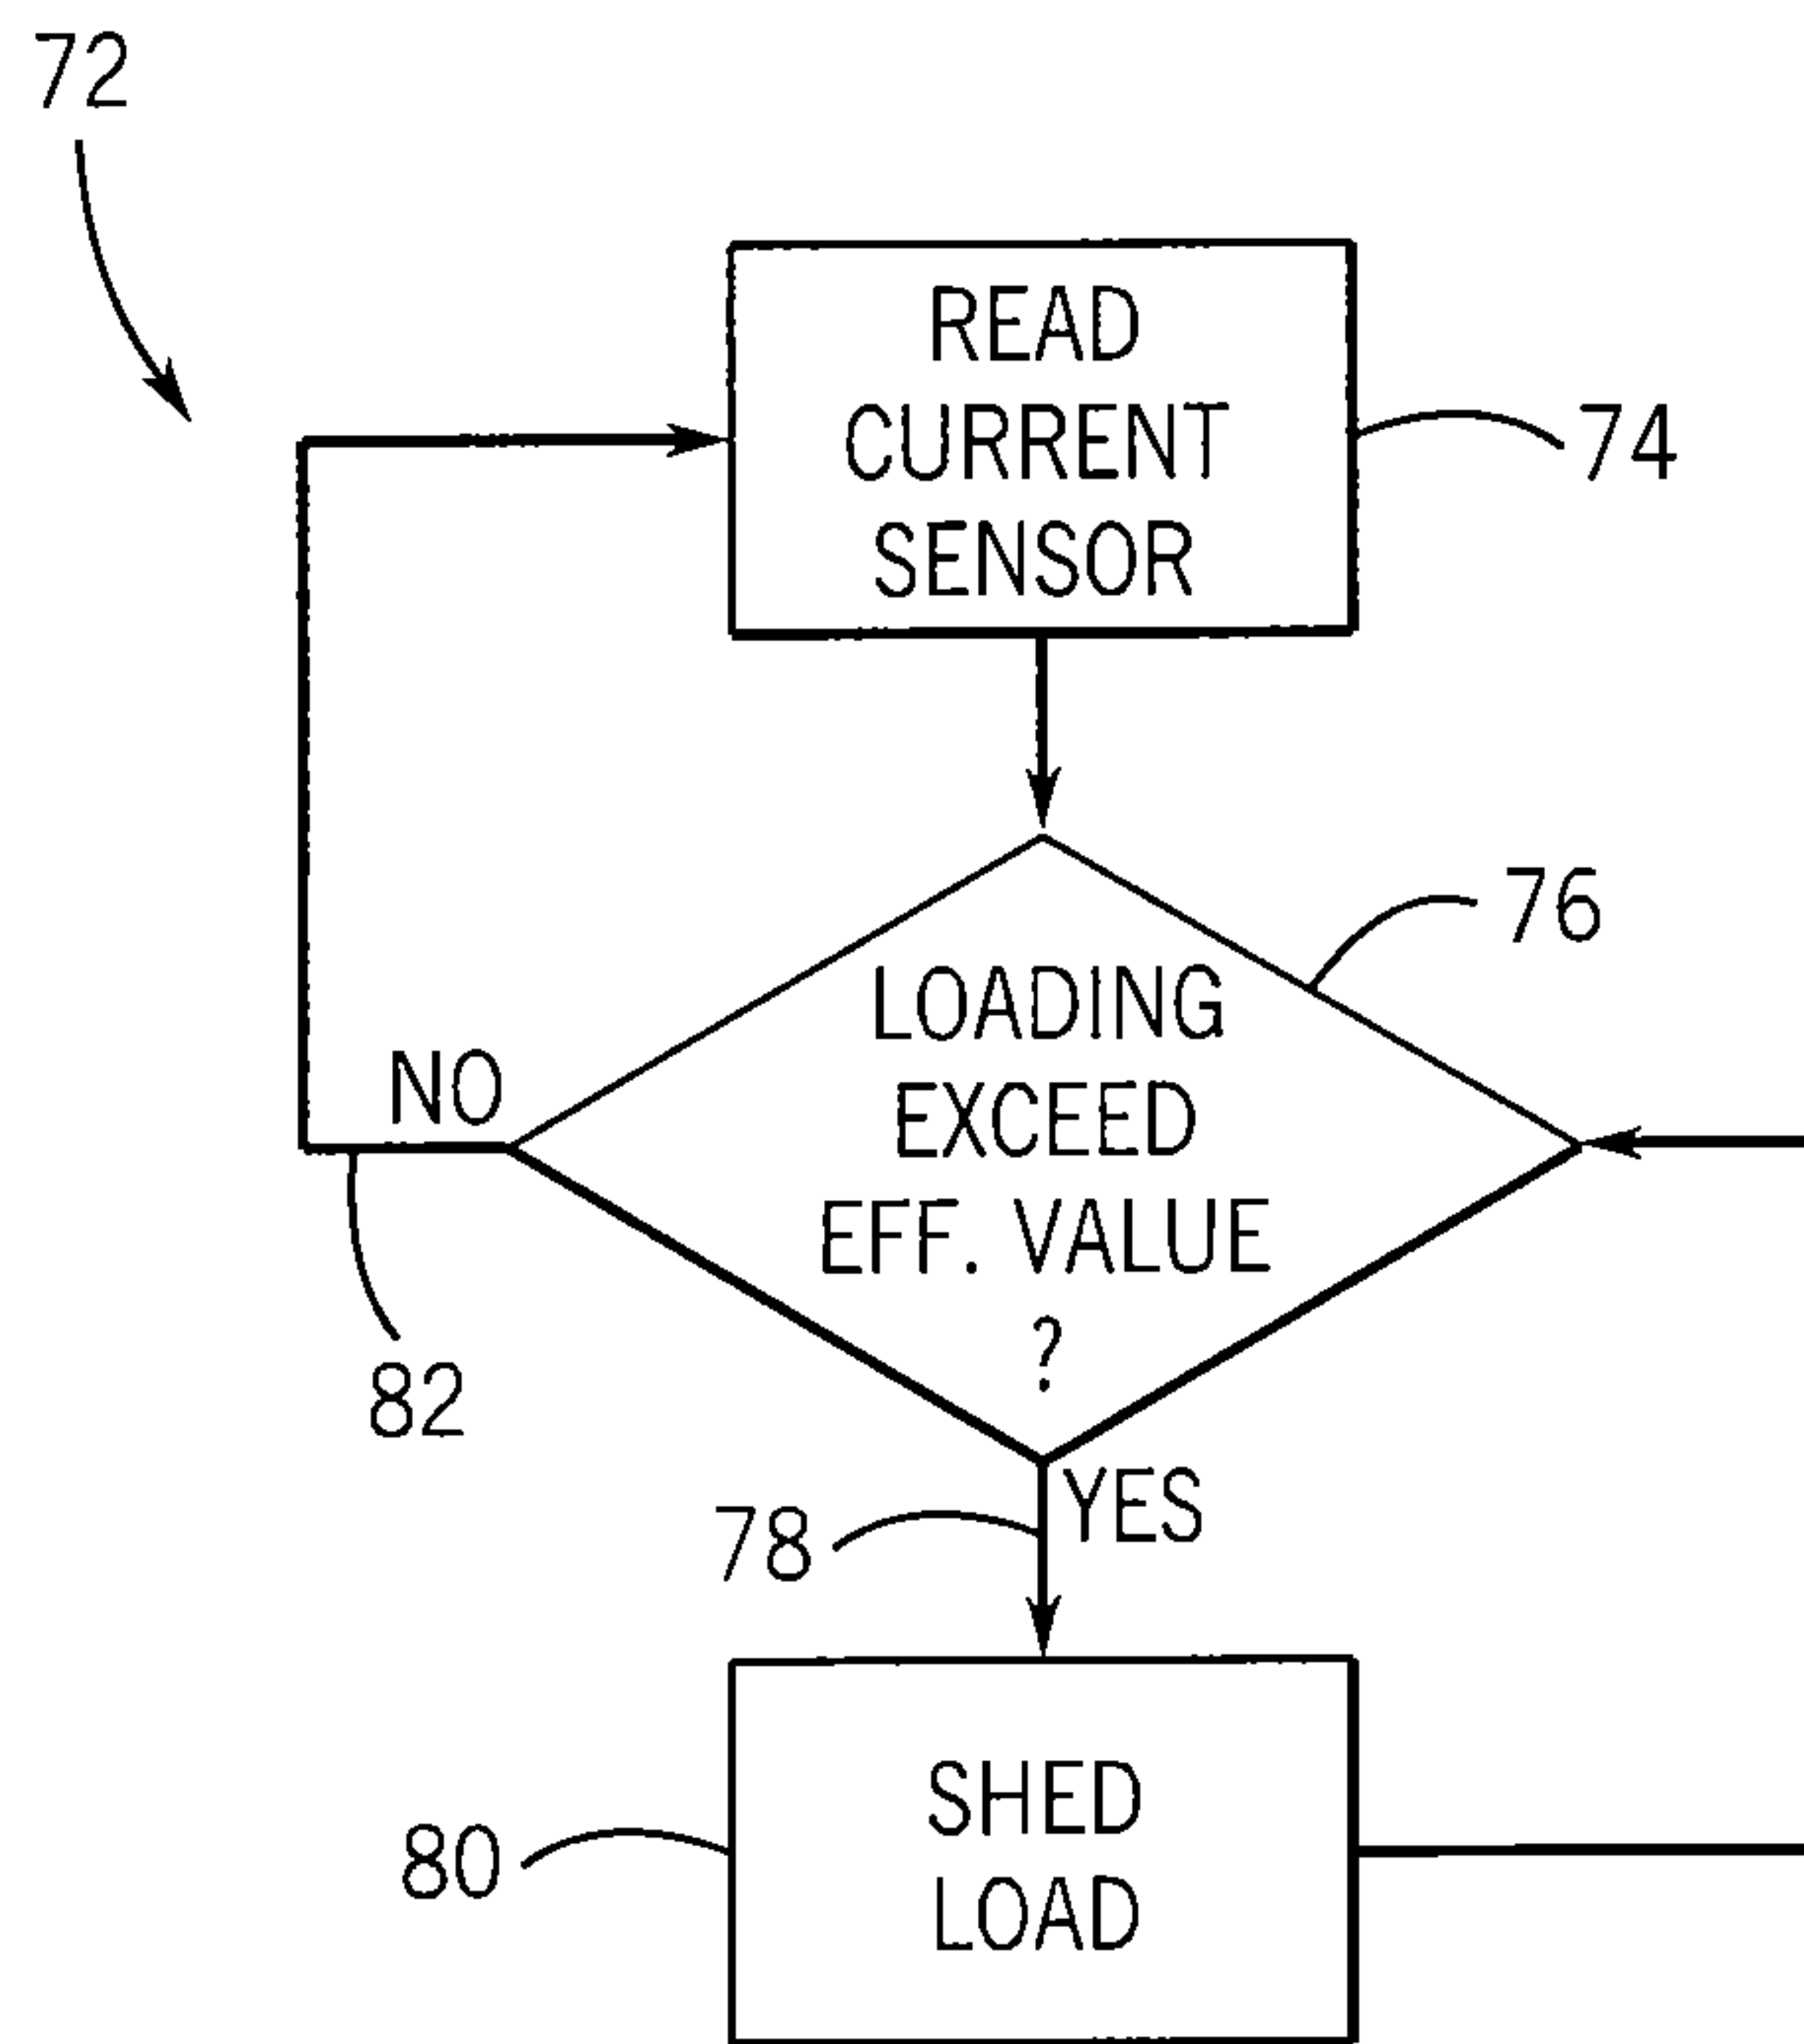 72
READ
CURRENT
SENSOR
74
76
LOADING
EXCEED
EFF. VALUE
?
NO
82
YES
78
SHED
LOAD
80